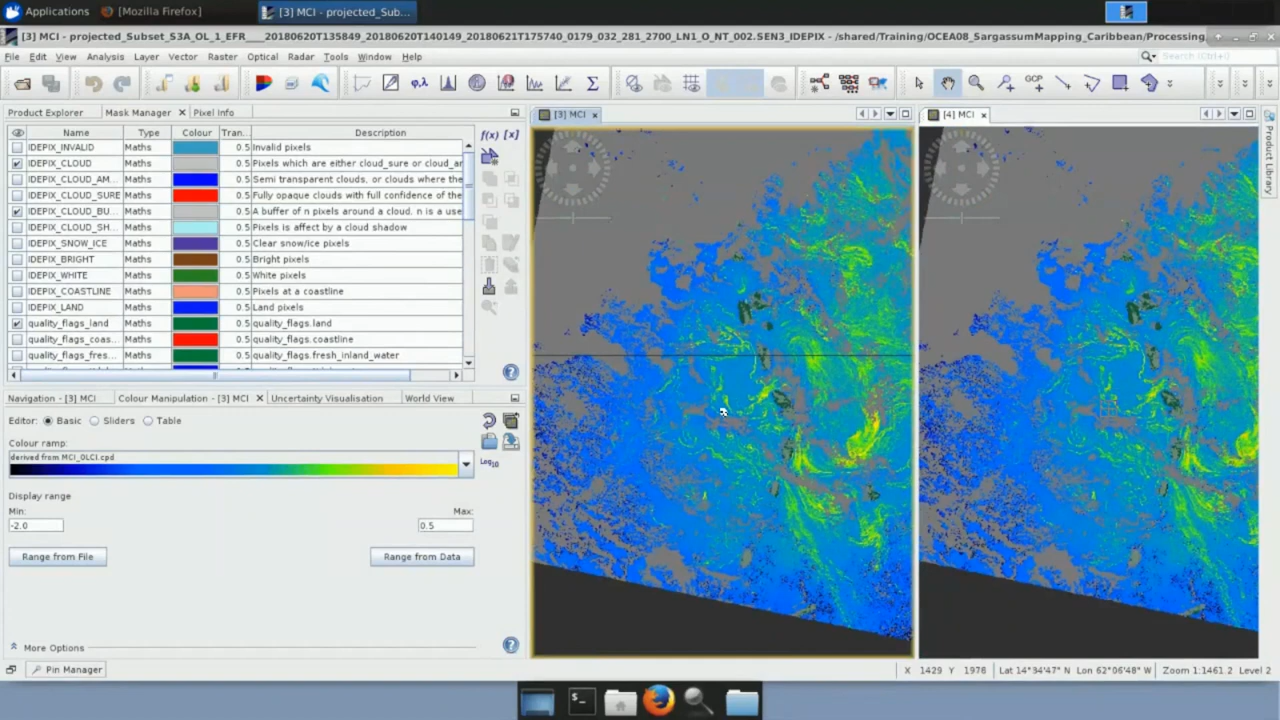 Applications
[Mozilla Firefox]
[3] MCI - projected_Sub...
[3] MCI - projected_Subset_S3A_OL_1_EFR____20180620T135849_20180620T140149_20180621T175740_0179_032_281_2700_LN1_O_NT_002.SEN3_IDEPIX - /shared/Training/OCEA08_SargassumMapping_Caribbean/Processing
File Edit View Analysis Layer Vector Raster Optical Radar Tools Window Help
Search (Ctrl+I)
GCP
Product Explorer
Mask Manager
Pixel Info
[3] MCI
[4] MCI
Product Library
Name Type Colour Tran... Description
IDEPIX_INVALID Maths 0.5 Invalid pixels
IDEPIX_CLOUD Maths 0.5 Pixels which are either cloud_sure or cloud_ar
IDEPIX_CLOUD_AM... Maths 0.5 Semi transparent clouds, or clouds where the
IDEPIX_CLOUD_SURE Maths 0.5 Fully opaque clouds with full confidence of the
IDEPIX_CLOUD_BU... Maths 0.5 A buffer of n pixels around a cloud. n is a use
IDEPIX_CLOUD_SH... Maths 0.5 Pixels is affect by a cloud shadow
IDEPIX_SNOW_ICE Maths 0.5 Clear snow/ice pixels
IDEPIX_BRIGHT Maths 0.5 Bright pixels
IDEPIX_WHITE Maths 0.5 White pixels
IDEPIX_COASTLINE Maths 0.5 Pixels at a coastline
IDEPIX_LAND Maths 0.5 Land pixels
quality_flags_land Maths 0.5 quality_flags.land
quality_flags_coas... Maths 0.5 quality_flags.coastline
quality_flags_fres... Maths 0.5 quality_flags.fresh_inland_water
f(x) [x]
Navigation - [3] MCI
Colour Manipulation - [3] MCI
Uncertainty Visualisation
World View
Editor: Basic Sliders Table
Colour ramp:
derived from MCI_OLCI.cpd
Log10
Display range
Min: Max:
-2.0 0.5
Range from File
Range from Data
More Options
Pin Manager
X 1429 Y 1978 Lat 14°34'47" N Lon 62°06'48" W Zoom 1:1461.2 Level 2